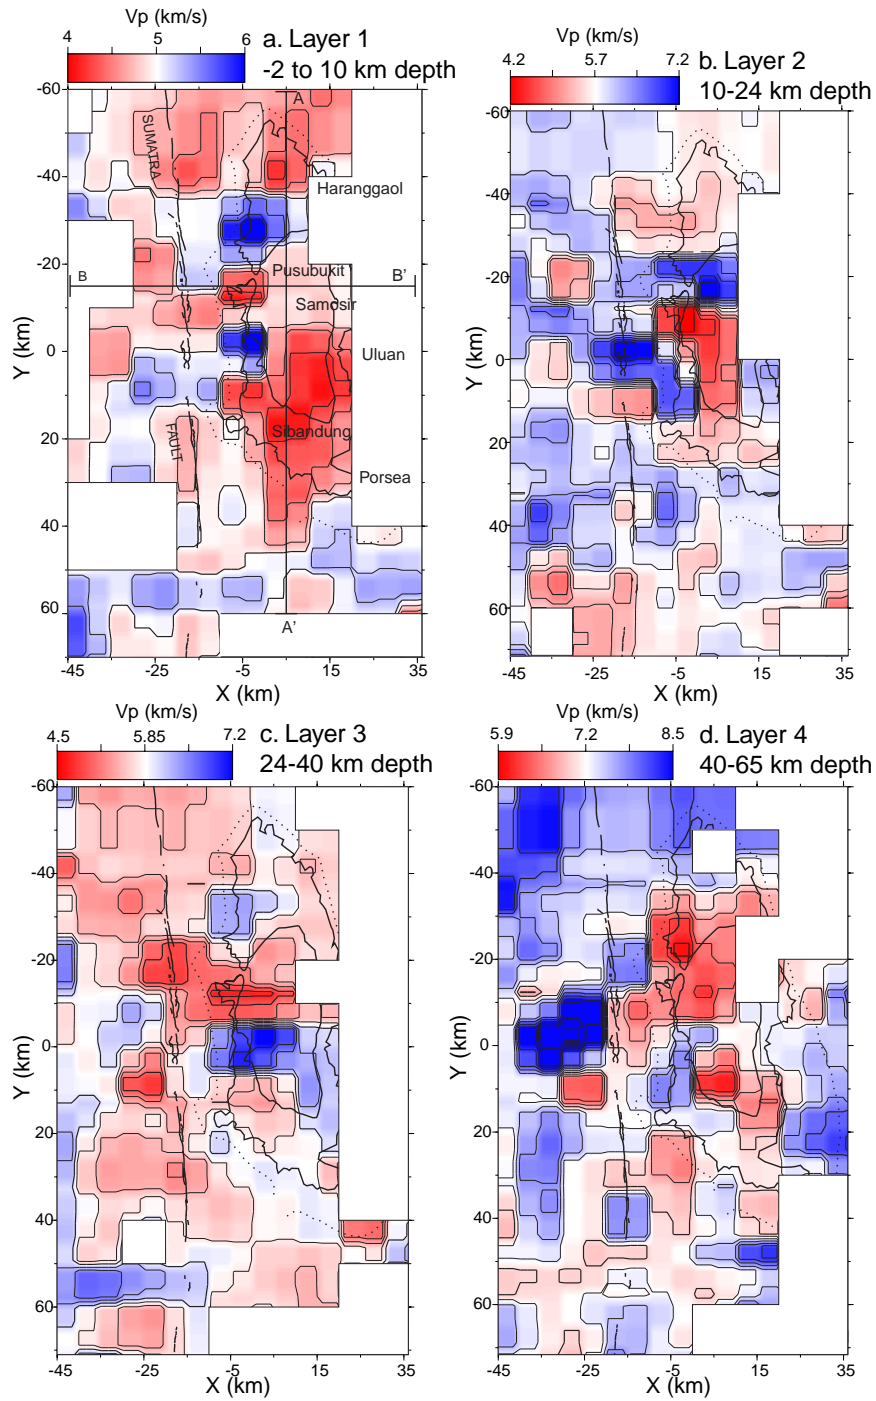 Vp (km/s)
4 5 6
a. Layer 1
-2 to 10 km depth
-60
-40
-20
0
20
40
60
Y (km)
-45 -25 -5 15 35
X (km)
SUMATRA
FAULT
A
A'
B
B'
Haranggaol
Pusubukit
Samosir
Uluan
Sibandung
Porsea
Vp (km/s)
4.2 5.7 7.2
b. Layer 2
10-24 km depth
-60
-40
-20
0
20
40
60
Y (km)
-45 -25 -5 15 35
X (km)
Vp (km/s)
4.5 5.85 7.2
c. Layer 3
24-40 km depth
-60
-40
-20
0
20
40
60
Y (km)
-45 -25 -5 15 35
X (km)
Vp (km/s)
5.9 7.2 8.5
d. Layer 4
40-65 km depth
-60
-40
-20
0
20
40
60
Y (km)
-45 -25 -5 15 35
X (km)